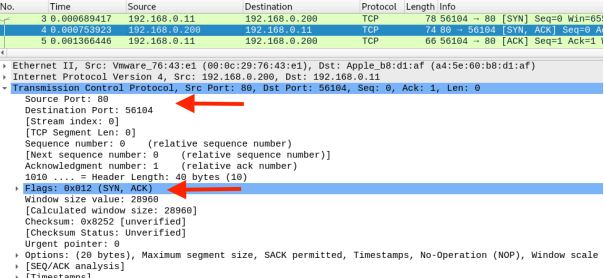 No. Time Source Destination Protocol Length Info
3 0.000689417 192.168.0.11 192.168.0.200 TCP 78 56104 → 80 [SYN] Seq=0 Win=655
4 0.000753923 192.168.0.200 192.168.0.11 TCP 74 80 → 56104 [SYN, ACK] Seq=0 A
5 0.001366446 192.168.0.11 192.168.0.200 TCP 66 56104 → 80 [ACK] Seq=1 Ack=1 W
Ethernet II, Src: Vmware_76:43:e1 (00:0c:29:76:43:e1), Dst: Apple_b8:d1:af (a4:5e:60:b8:d1:af)
Internet Protocol Version 4, Src: 192.168.0.200, Dst: 192.168.0.11
Transmission Control Protocol, Src Port: 80, Dst Port: 56104, Seq: 0, Ack: 1, Len: 0
Source Port: 80
Destination Port: 56104
[Stream index: 0]
[TCP Segment Len: 0]
Sequence number: 0 (relative sequence number)
[Next sequence number: 0 (relative sequence number)]
Acknowledgment number: 1 (relative ack number)
1010 .... = Header Length: 40 bytes (10)
Flags: 0x012 (SYN, ACK)
Window size value: 28960
[Calculated window size: 28960]
Checksum: 0x8252 [unverified]
[Checksum Status: Unverified]
Urgent pointer: 0
Options: (20 bytes), Maximum segment size, SACK permitted, Timestamps, No-Operation (NOP), Window scale
[SEQ/ACK analysis]
[Timestamps]